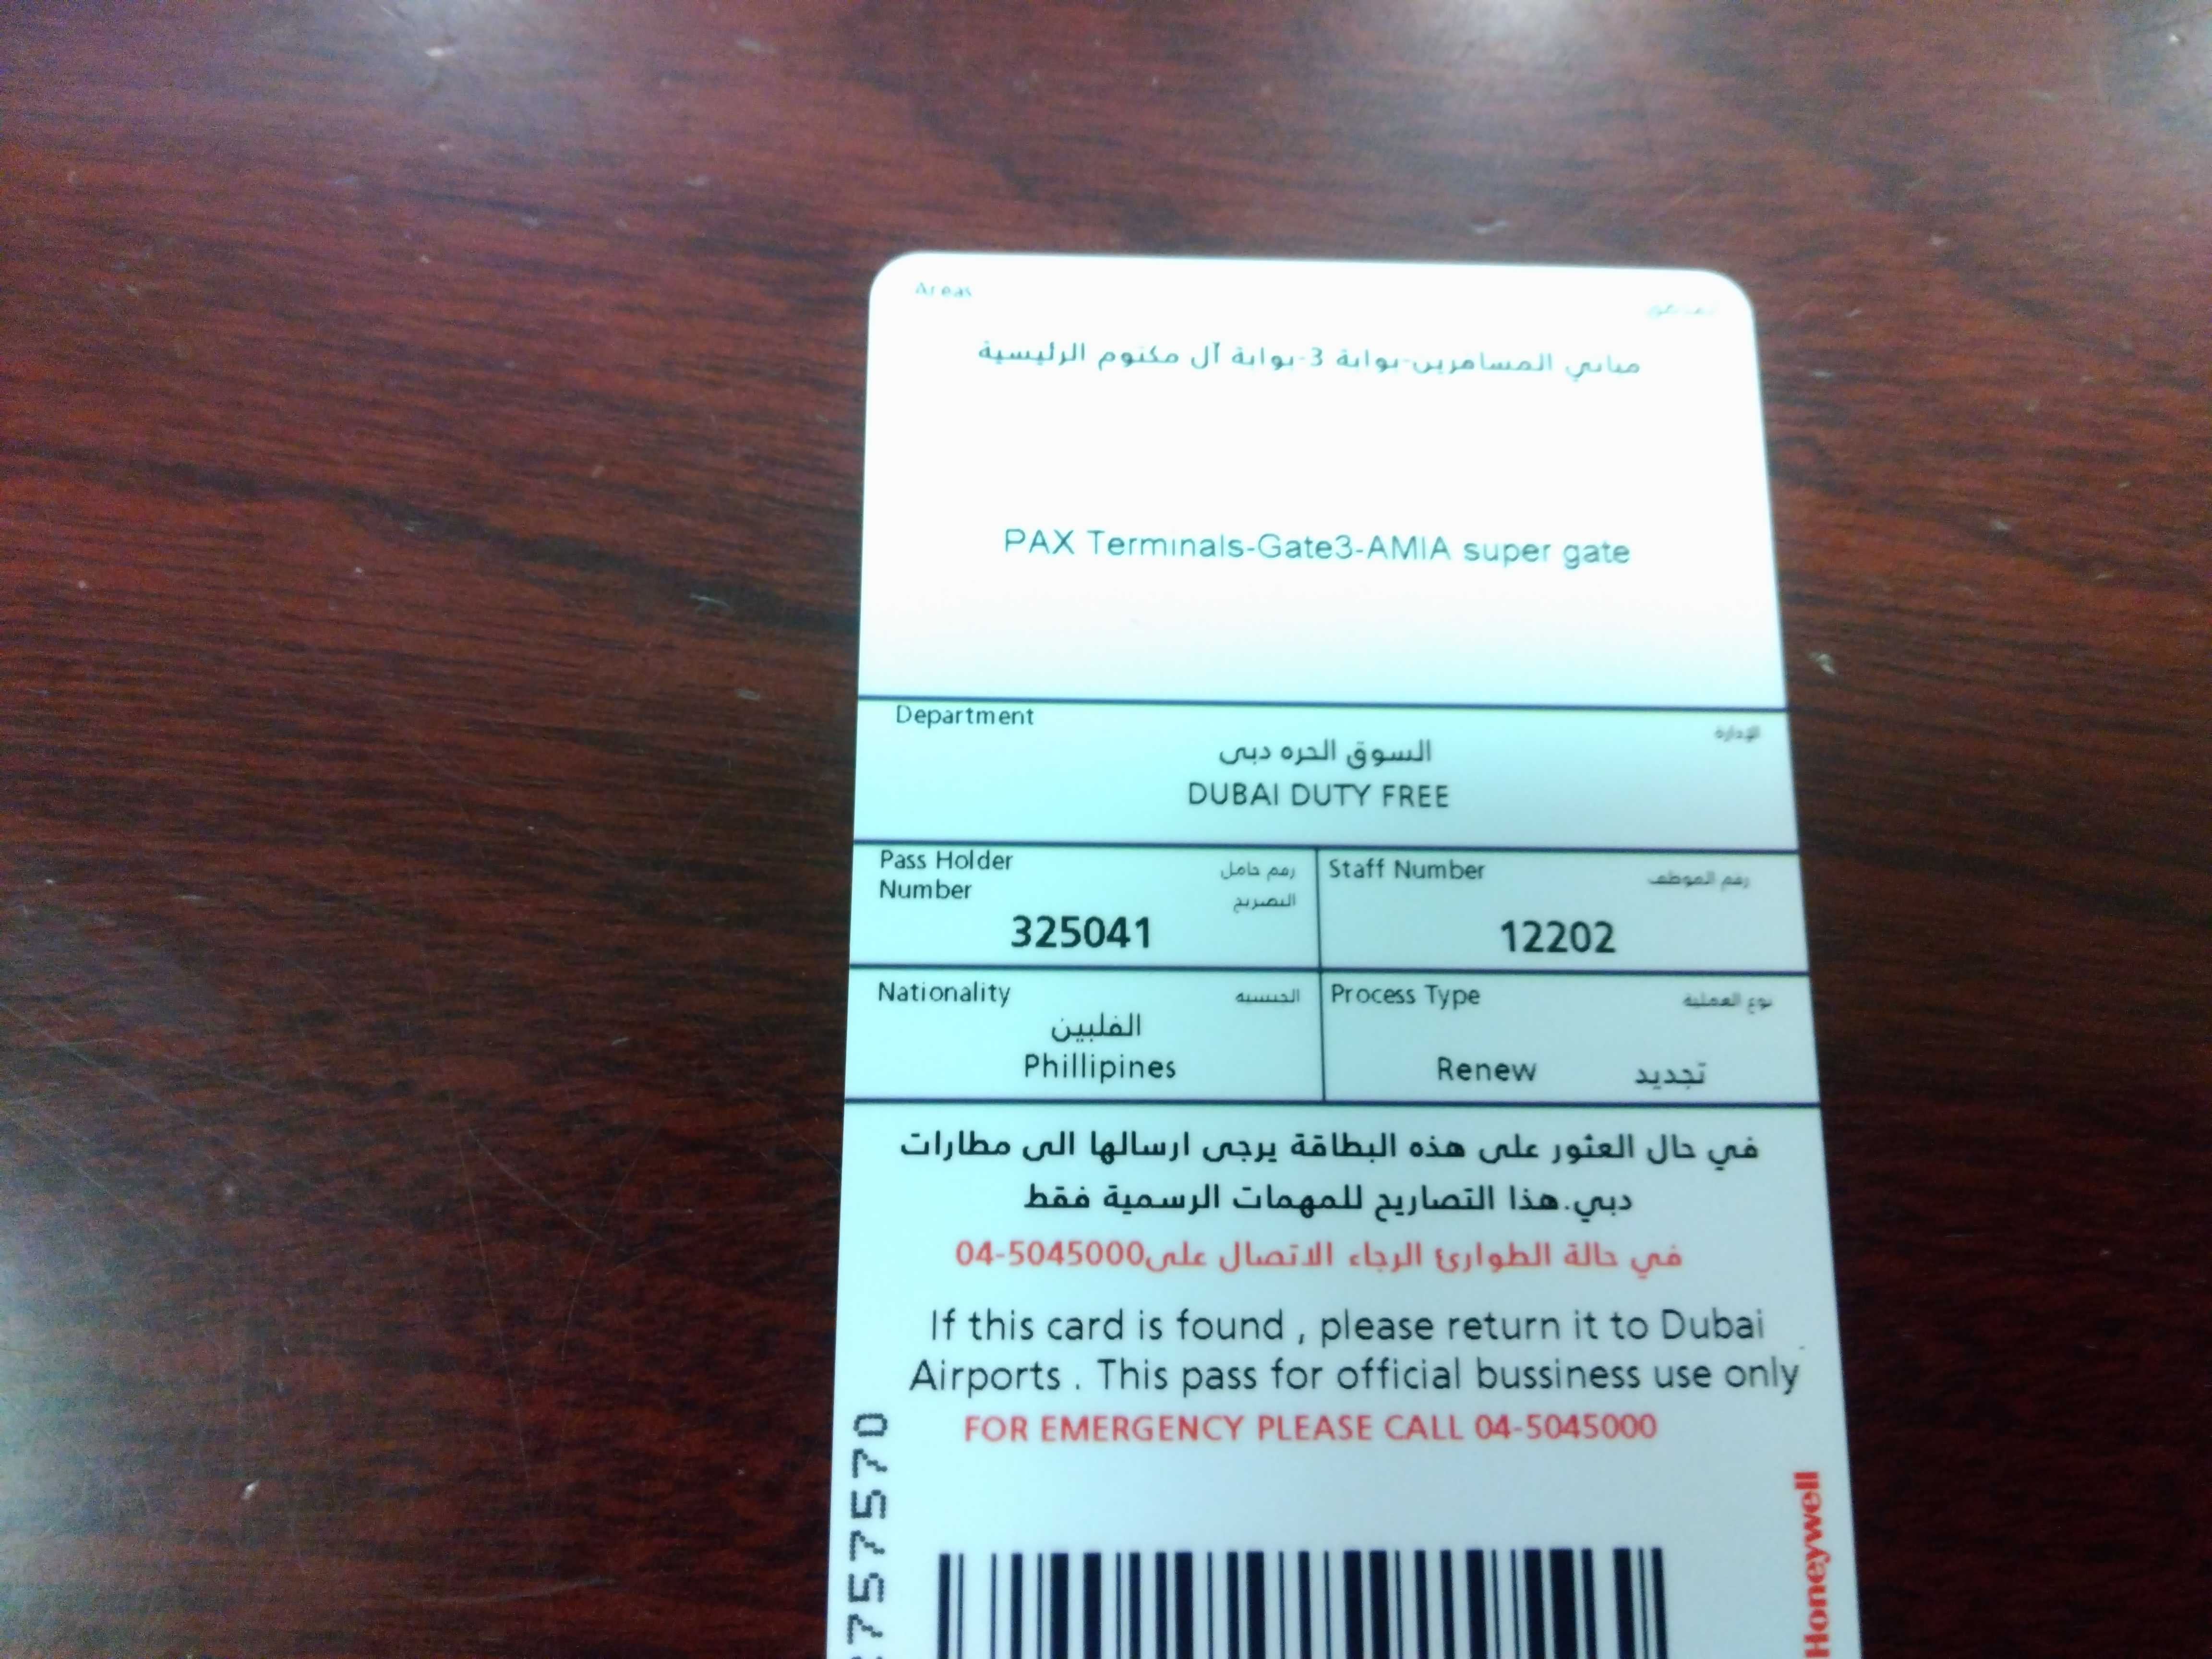 Areas
مباني المسافرين-بوابة 3-بوابة آل مكتوم الرئيسية
PAX Terminals-Gate3-AMIA super gate
Department
الإدارة
السوق الحره دبى
DUBAI DUTY FREE
Pass Holder
Number
رقم حامل
التصريح
325041
Staff Number
رقم الموظف
12202
Nationality
الجنسية
الفلبين
Phillipines
Process Type
نوع العملية
Renew
تجديد
في حال العثور على هذه البطاقة يرجى ارسالها الى مطارات
دبي.هذا التصاريح للمهمات الرسمية فقط
في حالة الطوارئ الرجاء الاتصال على04-5045000
If this card is found , please return it to Dubai
Airports . This pass for official bussiness use only
FOR EMERGENCY PLEASE CALL 04-5045000
7575570
Honeywell